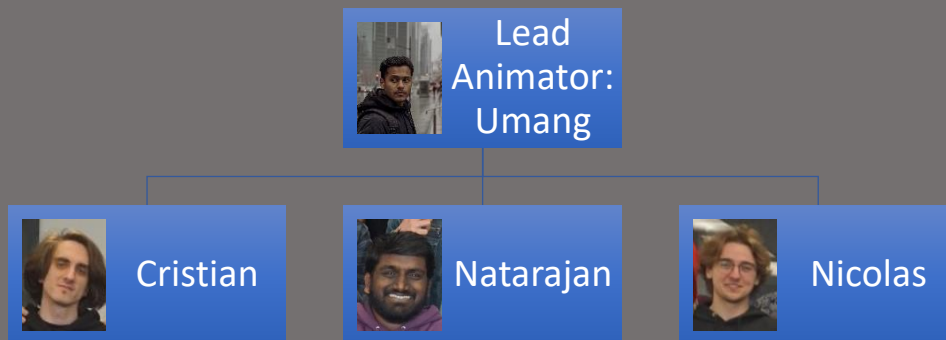 Lead
Animator:
Umang
Cristian
Natarajan
Nicolas